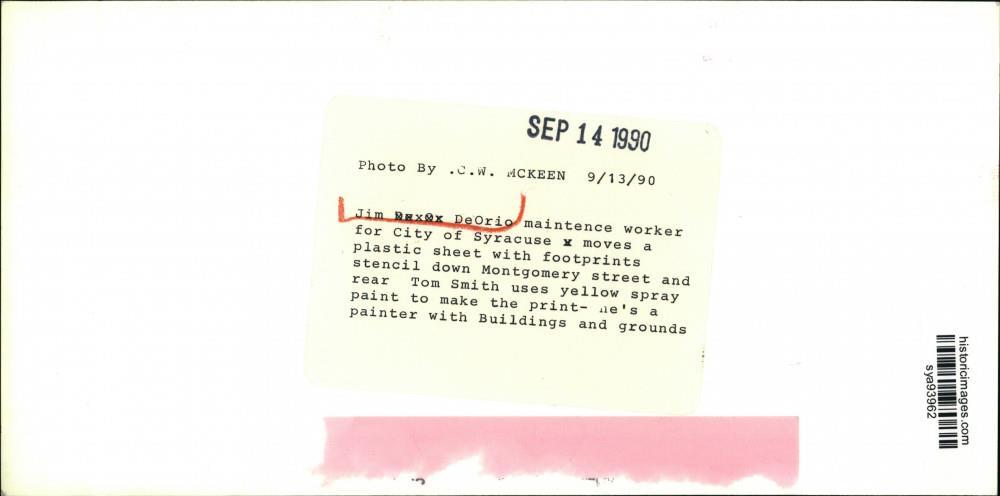 SEP 14 1990
Photo By .C.W. MCKEEN 9/13/90
Jim DeOrio maintence worker
for City of Syracuse x moves a
plastic sheet with footprints
stencil down Montgomery street and
rear Tom Smith uses yellow spray
paint to make the print- he's a
painter with Buildings and grounds
historicimages.com
sya93962